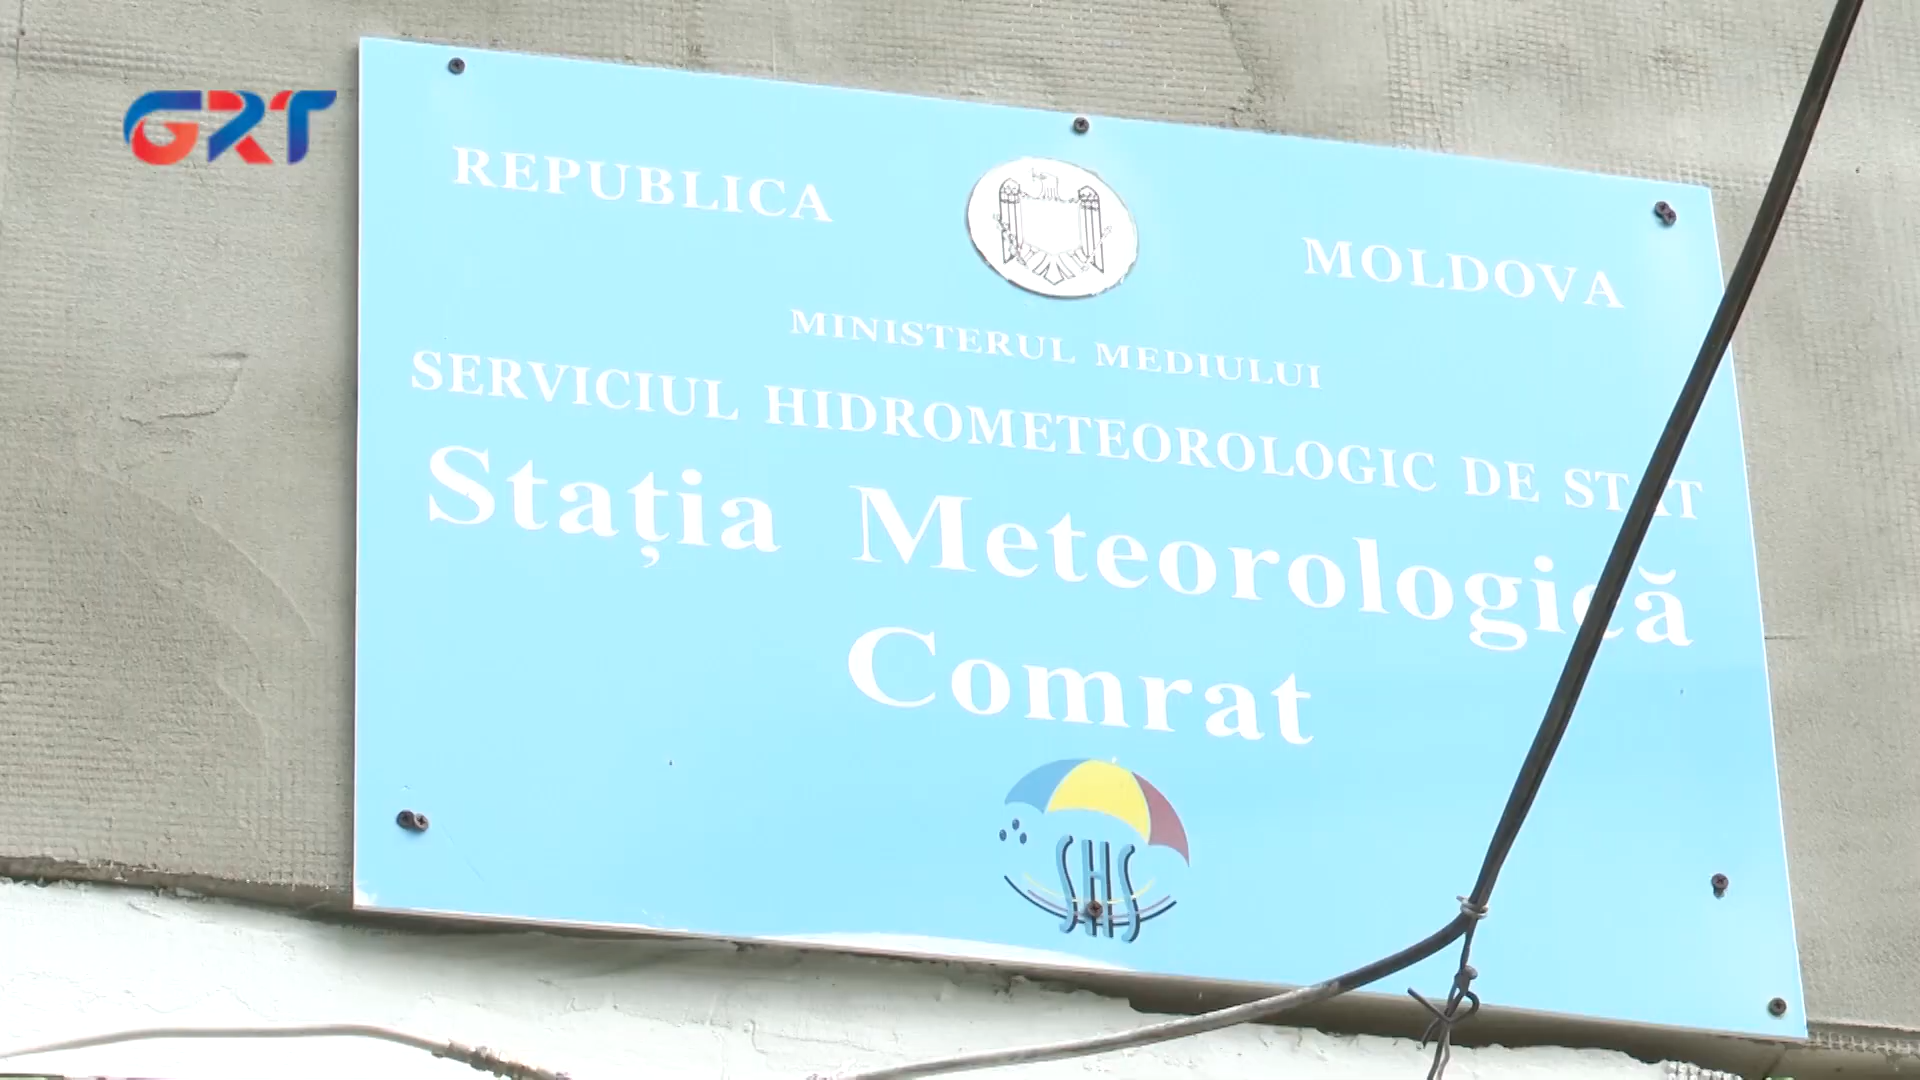 GRT
REPUBLICA MOLDOVA
MINISTERUL MEDIULUI
SERVICIUL HIDROMETEOROLOGIC DE STAT
Stația Meteorologică
Comrat
SHS